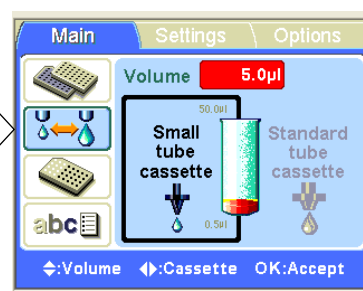 Main Settings Options
Volume 5.0µl
50.0µl
Small tube cassette
Standard tube cassette
0.5µl
abc
:Volume :Cassette OK:Accept